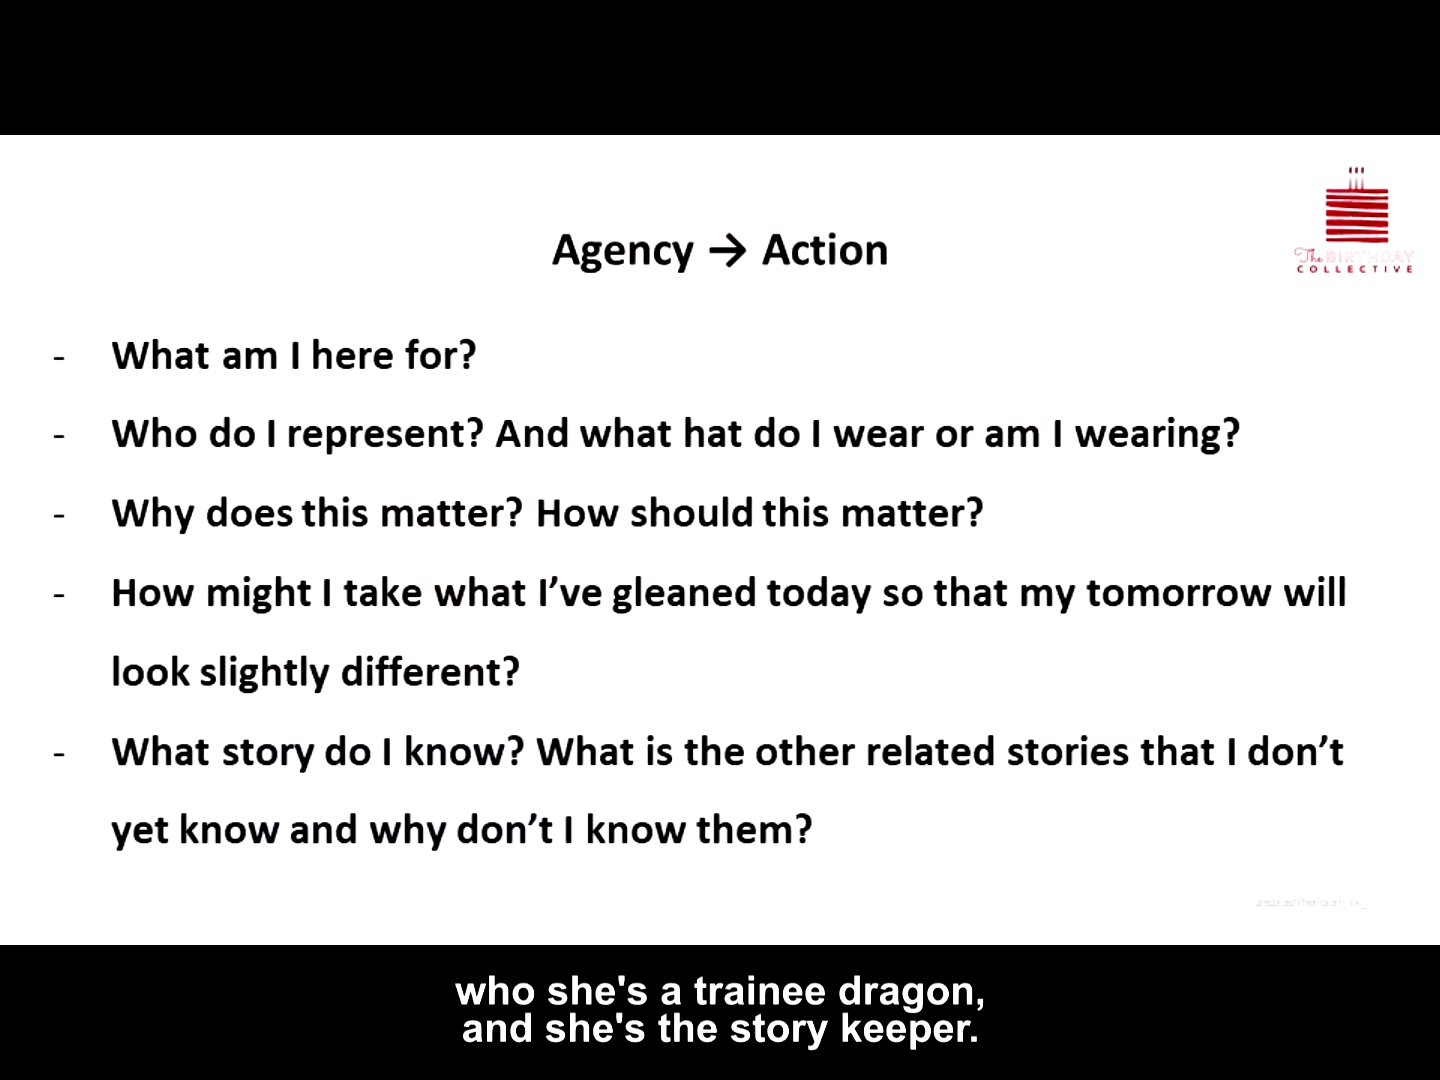 The BIRTHDAY
COLLECTIVE
Agency → Action
- What am I here for?
- Who do I represent? And what hat do I wear or am I wearing?
- Why does this matter? How should this matter?
- How might I take what I've gleaned today so that my tomorrow will
look slightly different?
- What story do I know? What is the other related stories that I don't
yet know and why don't I know them?
who she's a trainee dragon,
and she's the story keeper.